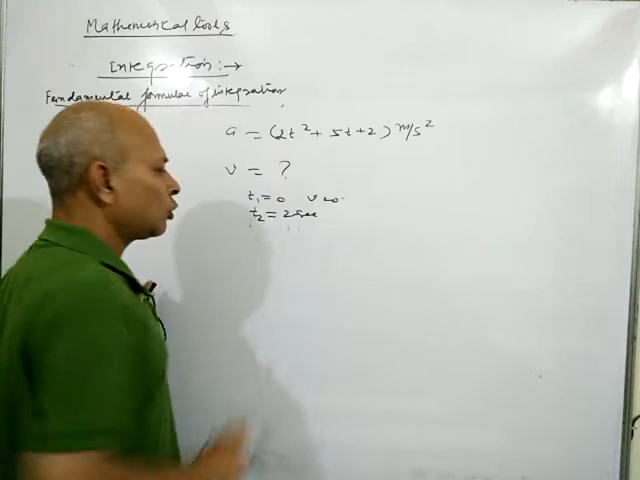 Mathematical tools
Integration :→
Fundamental formulae of integration
a = (2t² + 5t + 2) m/s²
v = ?
t₁ = 0 v=0.
t₂ = 2 sec